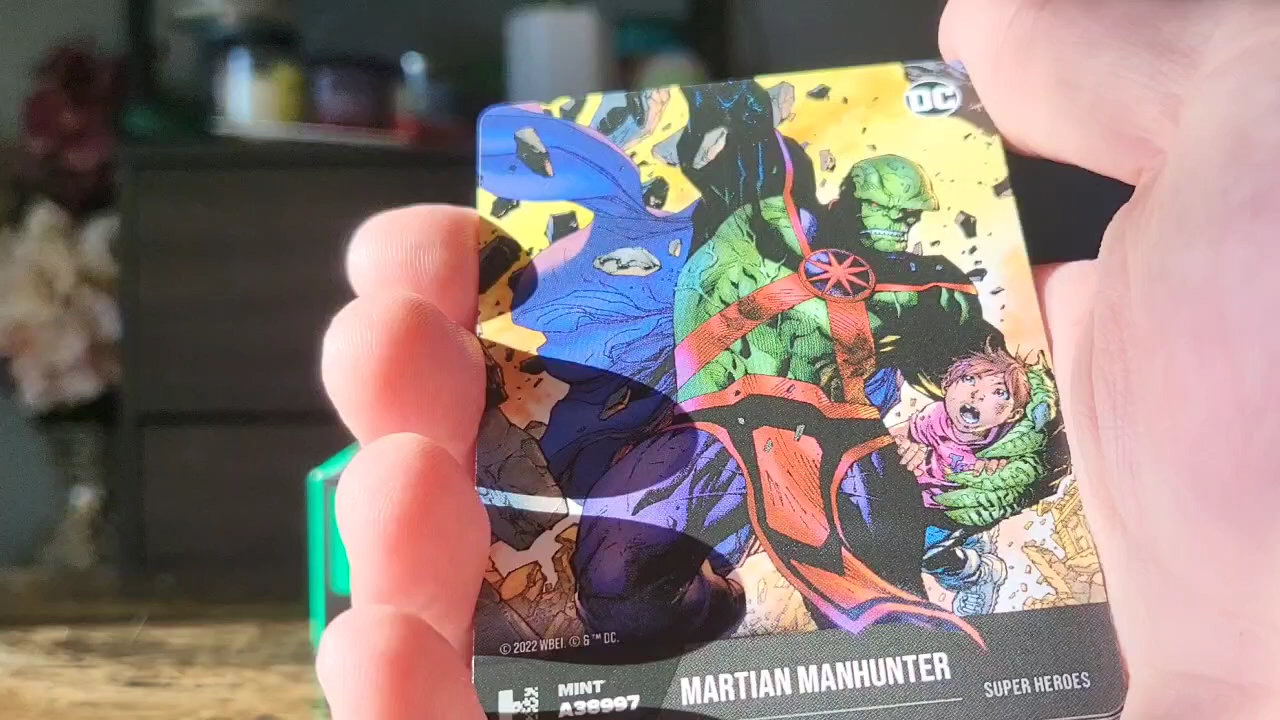 DC
© 2022 WBEI. © & ™ DC.
MINT
A38997
MARTIAN MANHUNTER
SUPER HEROES